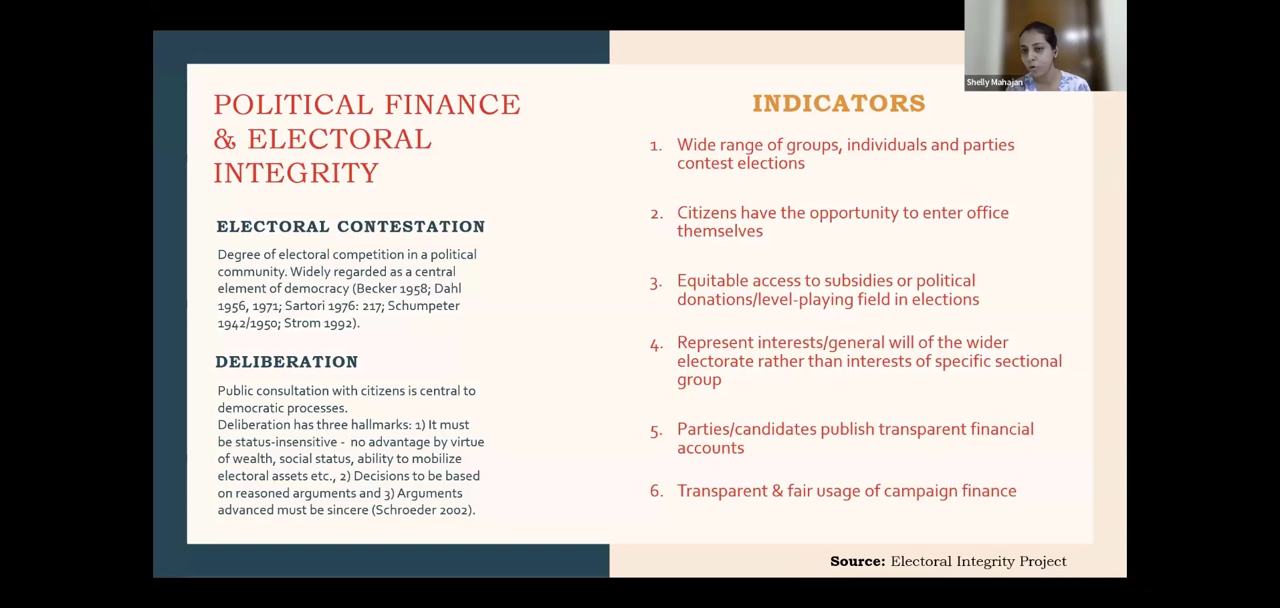 Shelly Mahajan
POLITICAL FINANCE
& ELECTORAL
INTEGRITY
ELECTORAL CONTESTATION
Degree of electoral competition in a political
community. Widely regarded as a central
element of democracy (Becker 1958; Dahl
1956, 1971; Sartori 1976: 217; Schumpeter
1942/1950; Strom 1992).
DELIBERATION
Public consultation with citizens is central to
democratic processes.
Deliberation has three hallmarks: 1) It must
be status-insensitive - no advantage by virtue
of wealth, social status, ability to mobilize
electoral assets etc., 2) Decisions to be based
on reasoned arguments and 3) Arguments
advanced must be sincere (Schroeder 2002).
INDICATORS
1. Wide range of groups, individuals and parties
contest elections
2. Citizens have the opportunity to enter office
themselves
3. Equitable access to subsidies or political
donations/level-playing field in elections
4. Represent interests/general will of the wider
electorate rather than interests of specific sectional
group
5. Parties/candidates publish transparent financial
accounts
6. Transparent & fair usage of campaign finance
Source: Electoral Integrity Project